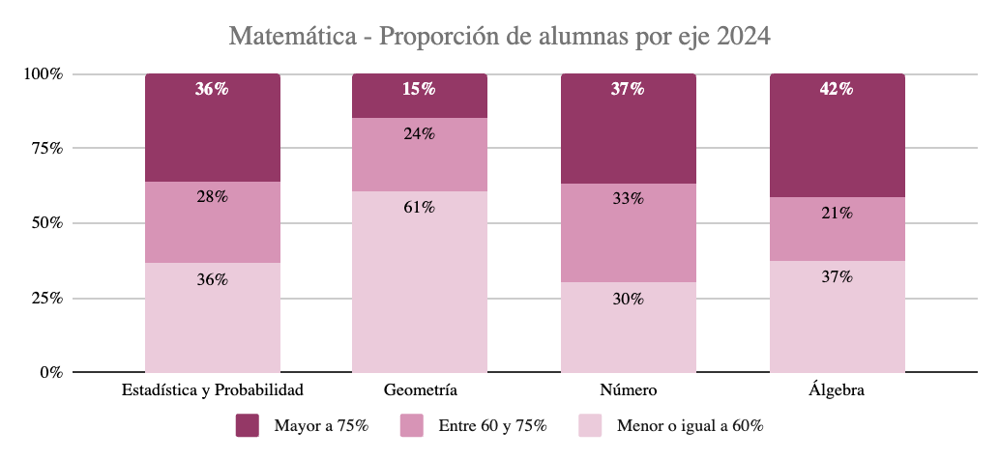 Matemática - Proporción de alumnas por eje 2024
100%
75%
50%
25%
0%
36%
28%
36%
15%
24%
61%
37%
33%
30%
42%
21%
37%
Estadística y Probabilidad
Geometría
Número
Álgebra
Mayor a 75%
Entre 60 y 75%
Menor o igual a 60%